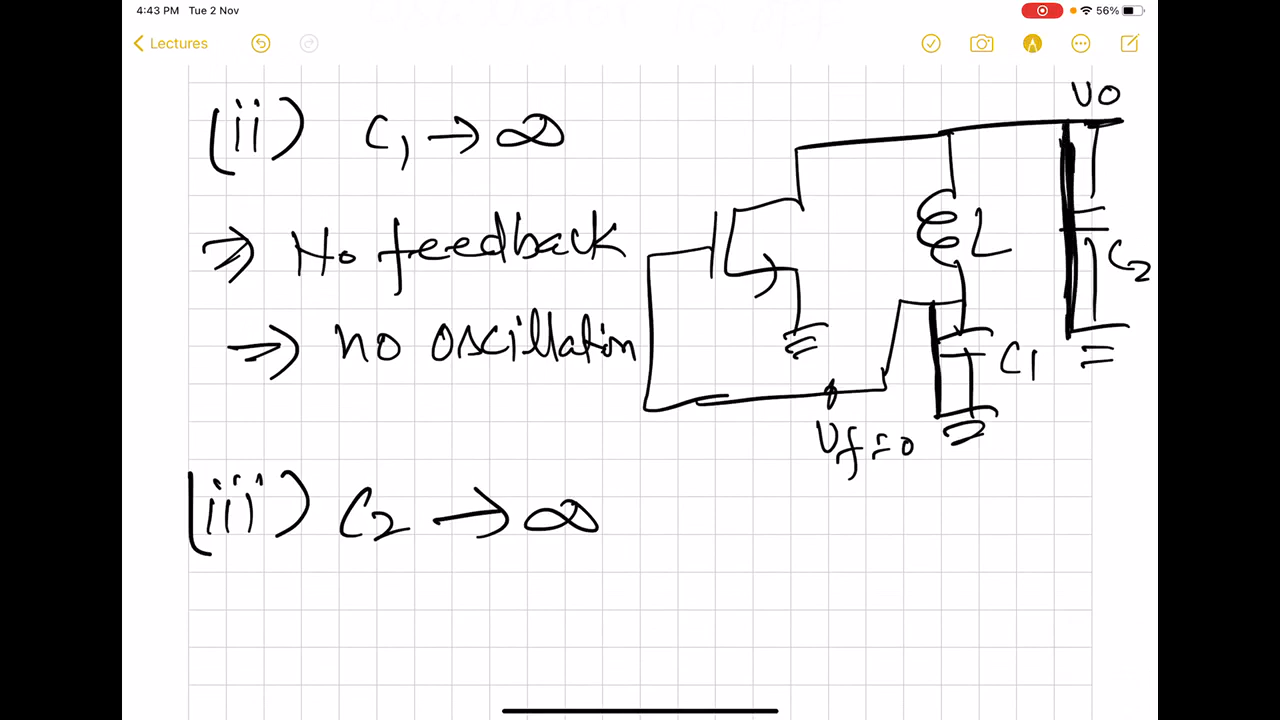 4:43 PM Tue 2 Nov
56%
Lectures
(ii) C1 → ∞
⇒ No feedback
⇒ no oscillation
(iii) C2 → ∞
Vo
L
C2
C1
Vf=0